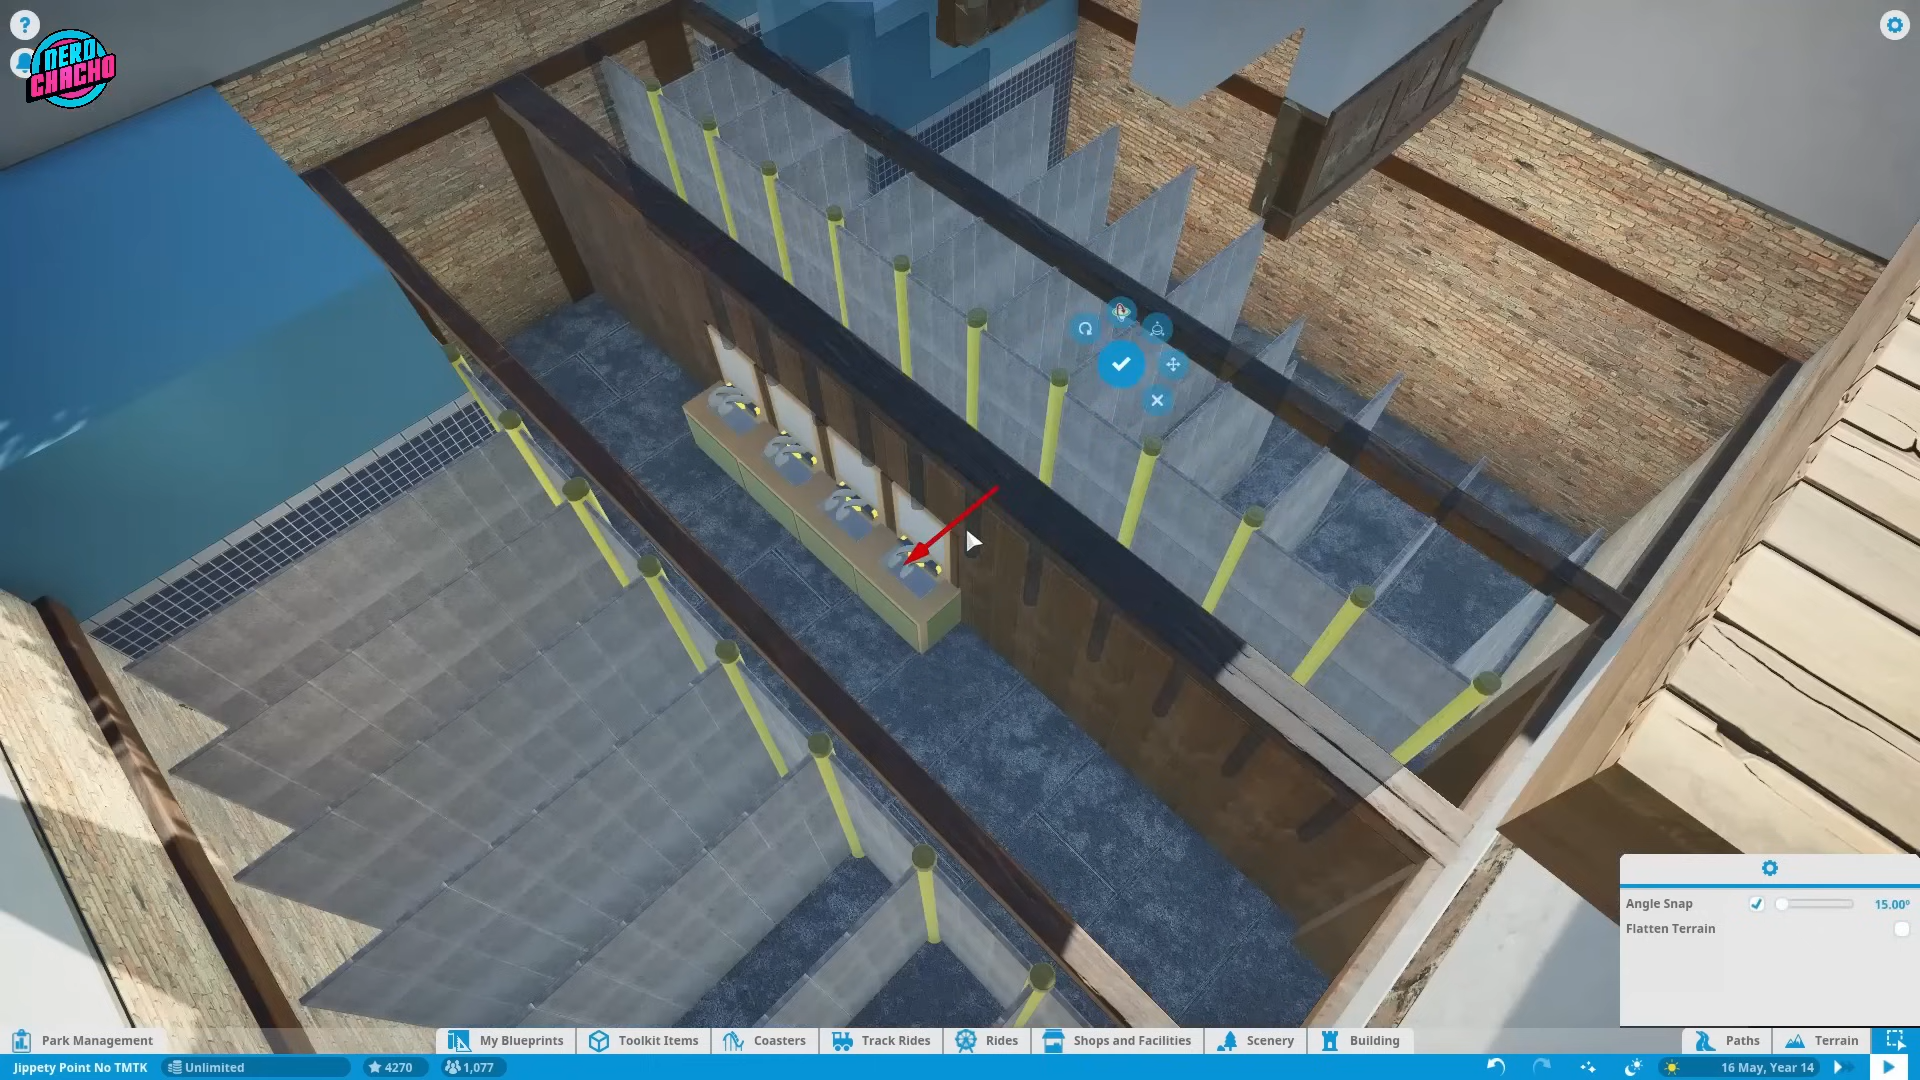 ?
NERD
CHACHO
Angle Snap
15.00°
Flatten Terrain
Park Management
My Blueprints
Toolkit Items
Coasters
Track Rides
Rides
Shops and Facilities
Scenery
Building
Paths
Terrain
Jippety Point No TMTK
Unlimited
4270
1,077
16 May, Year 14